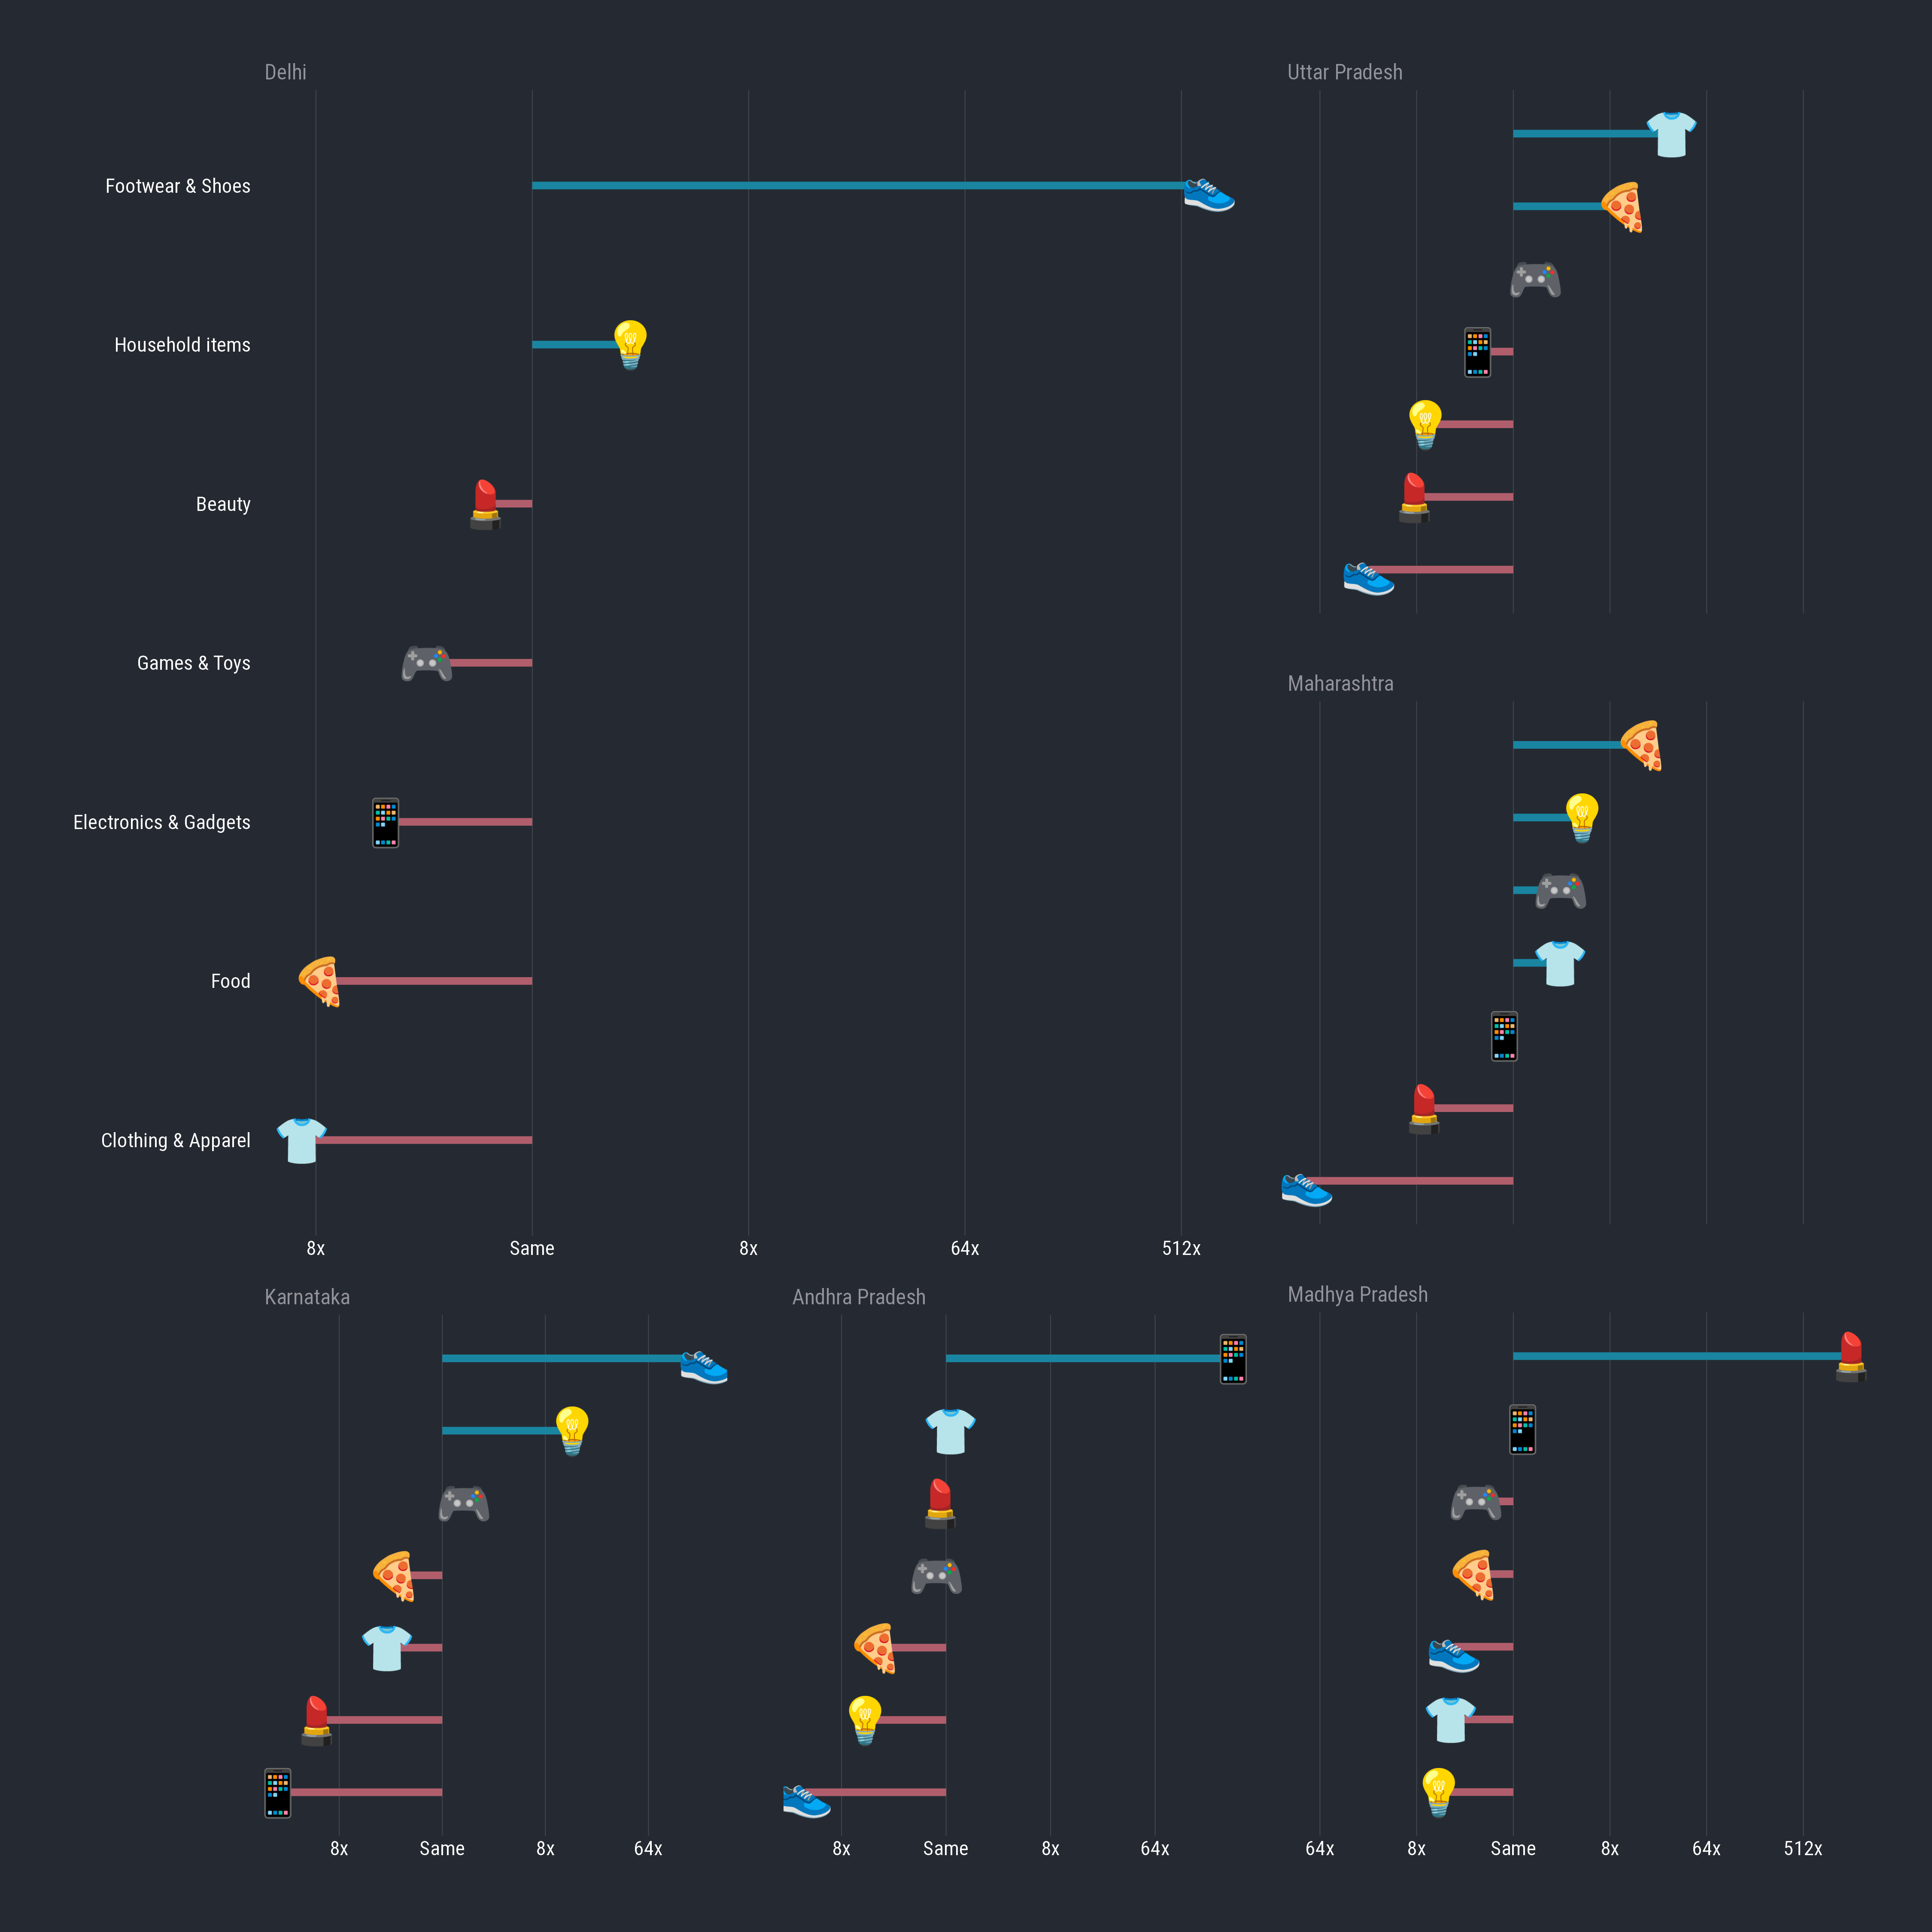 Delhi
Footwear & Shoes
Household items
Beauty
Games & Toys
Electronics & Gadgets
Food
Clothing & Apparel
8x Same 8x 64x 512x
Uttar Pradesh
Maharashtra
Karnataka
8x Same 8x 64x
Andhra Pradesh
8x Same 8x 64x
Madhya Pradesh
64x 8x Same 8x 64x 512x